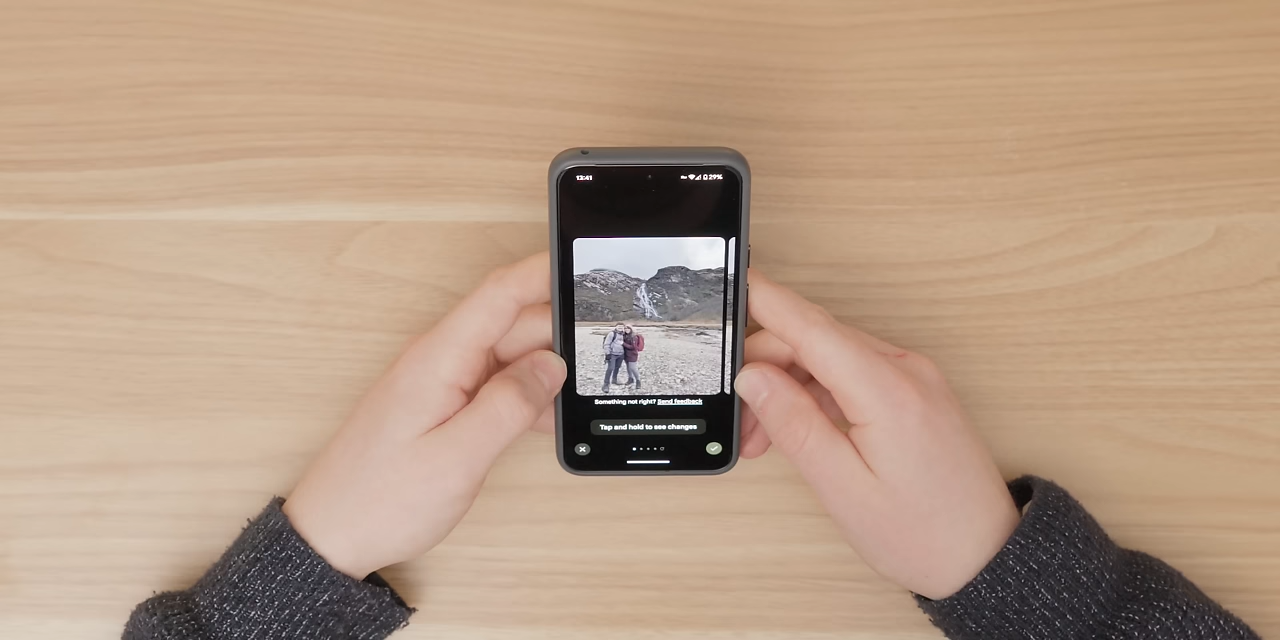 13:41
29%
Something not right? Send feedback
Tap and hold to see changes